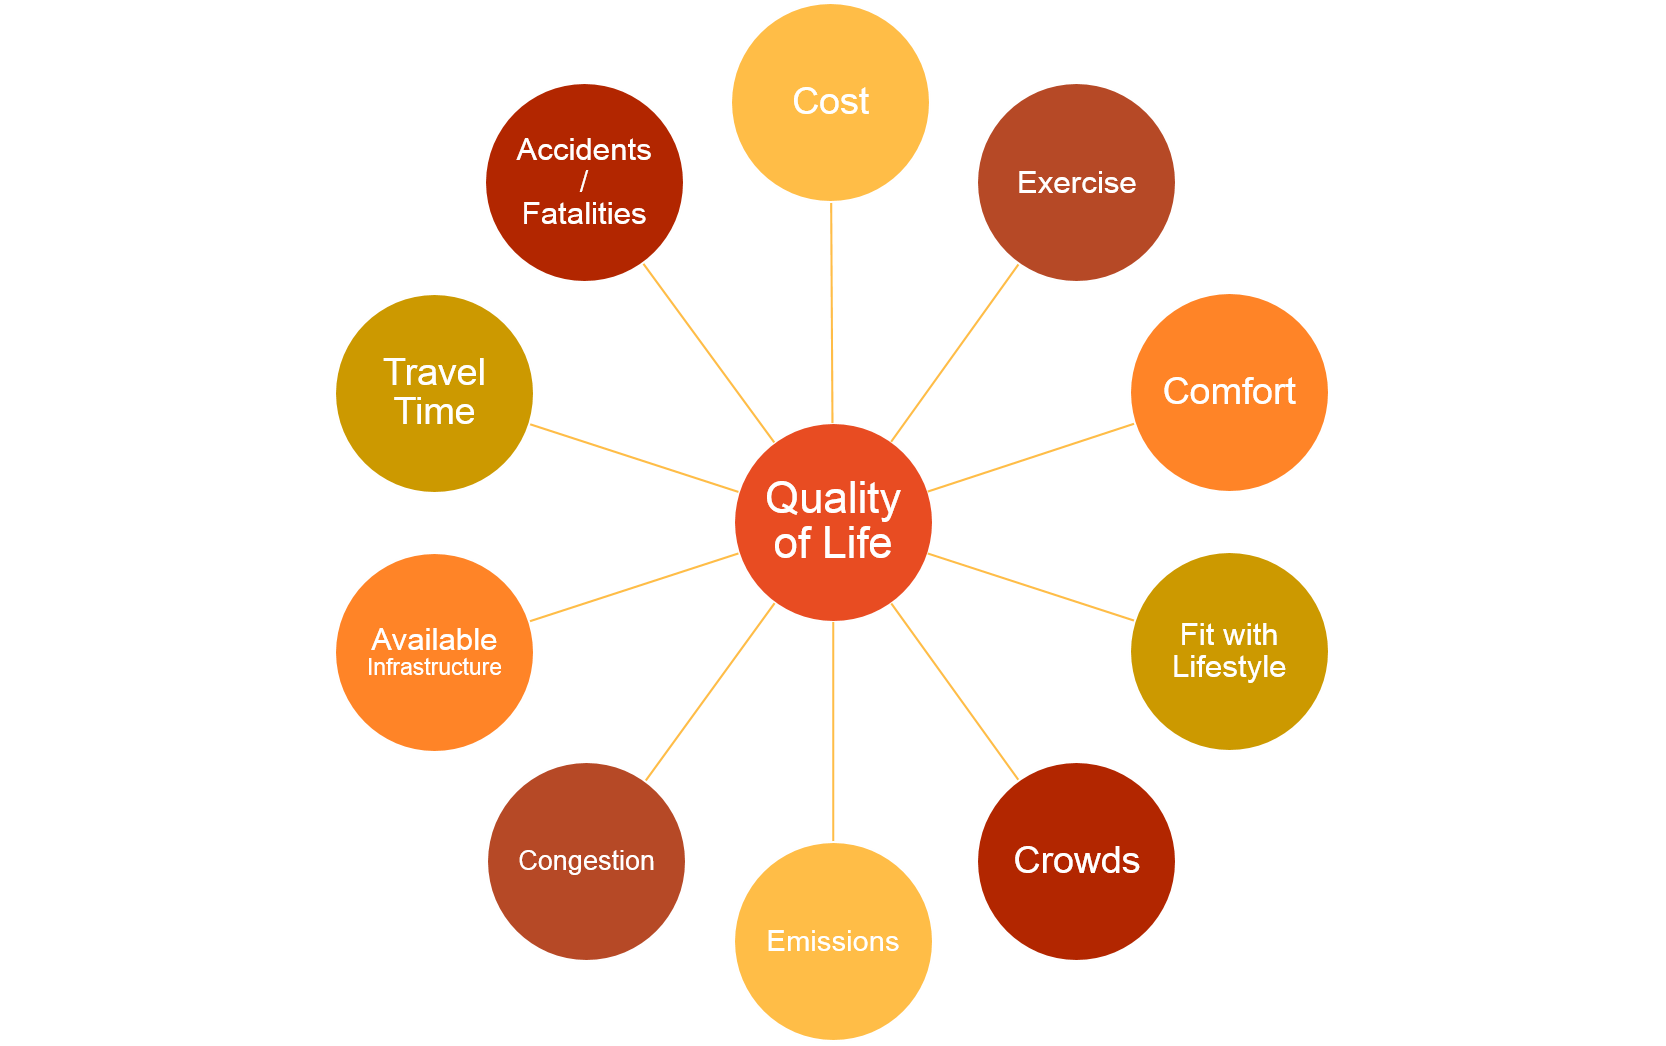 Cost
Accidents
/
Fatalities
Exercise
Travel
Time
Comfort
Quality
of Life
Available
Infrastructure
Fit with
Lifestyle
Congestion
Crowds
Emissions